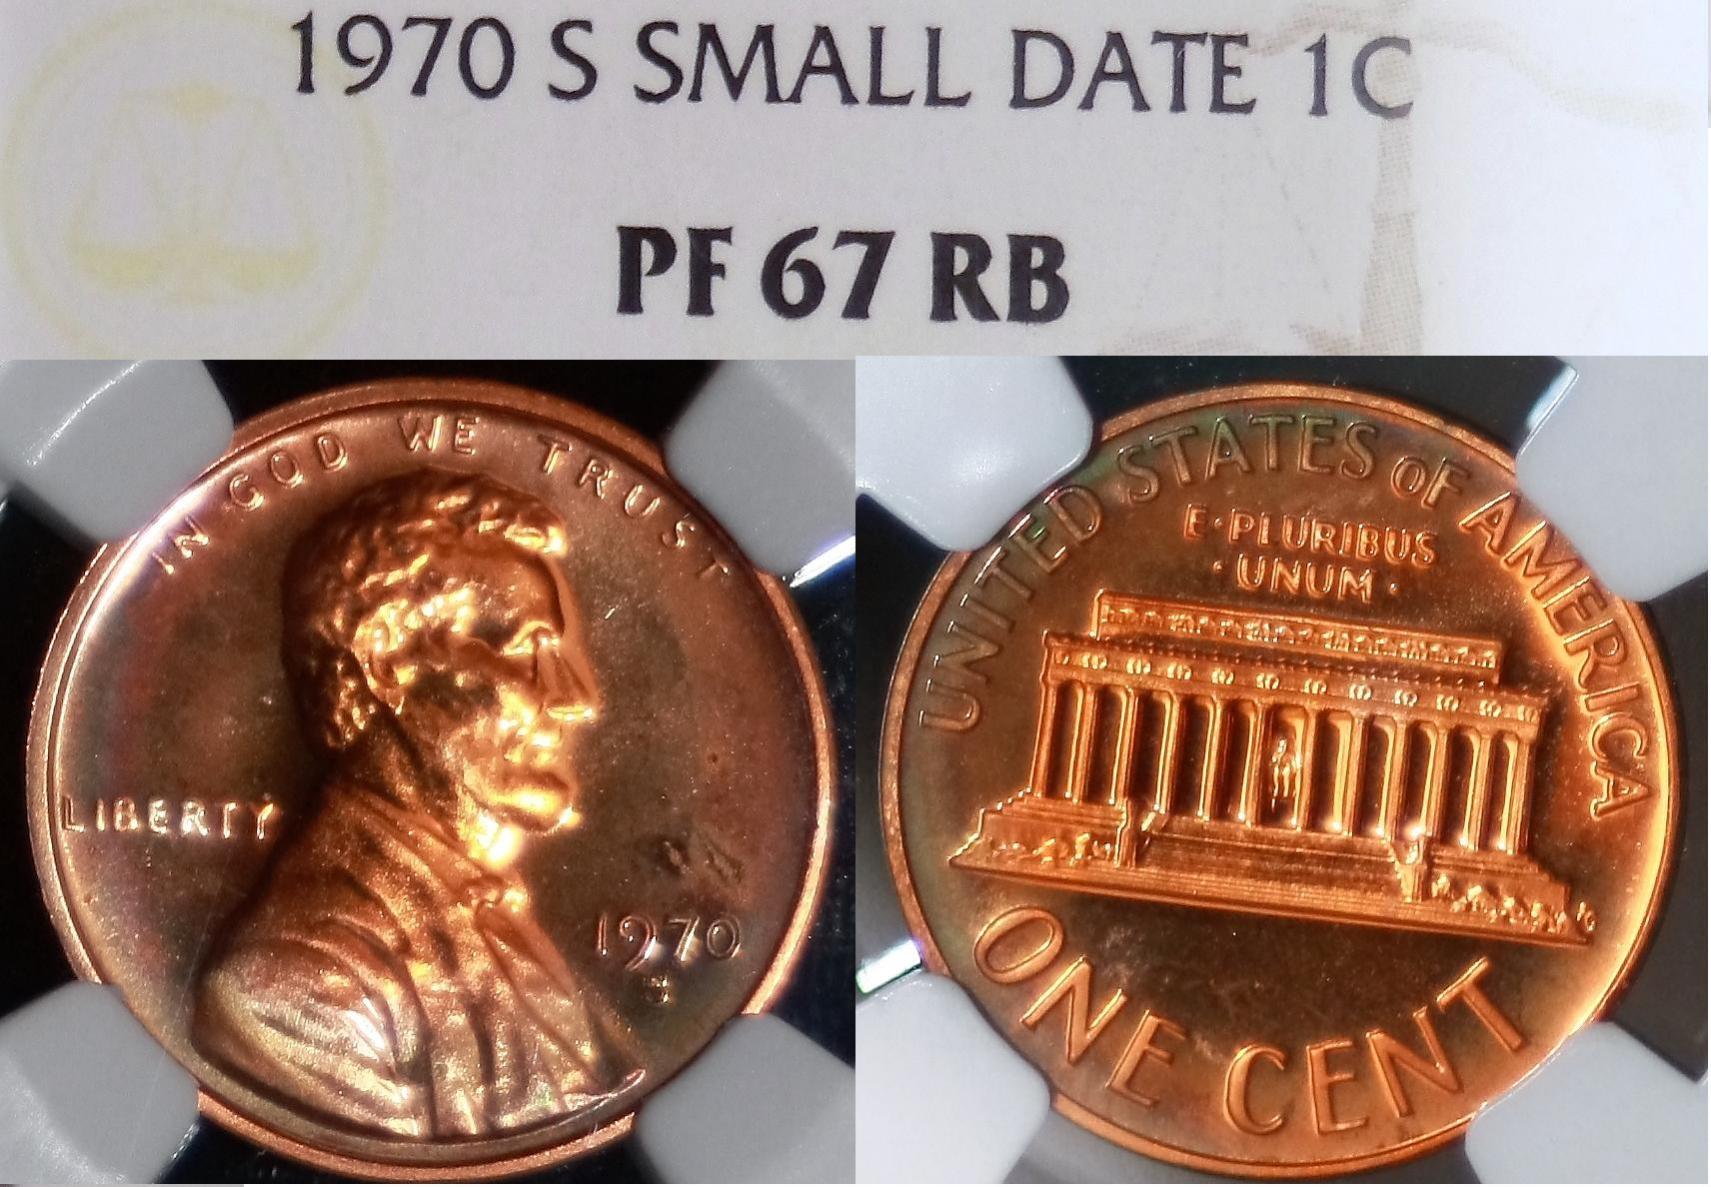 1970 S SMALL DATE 1C
PF 67 RB
IN GOD WE TRUST
LIBERTY
1970
S
UNITED STATES OF AMERICA
E·PLURIBUS
·UNUM·
ONE CENT